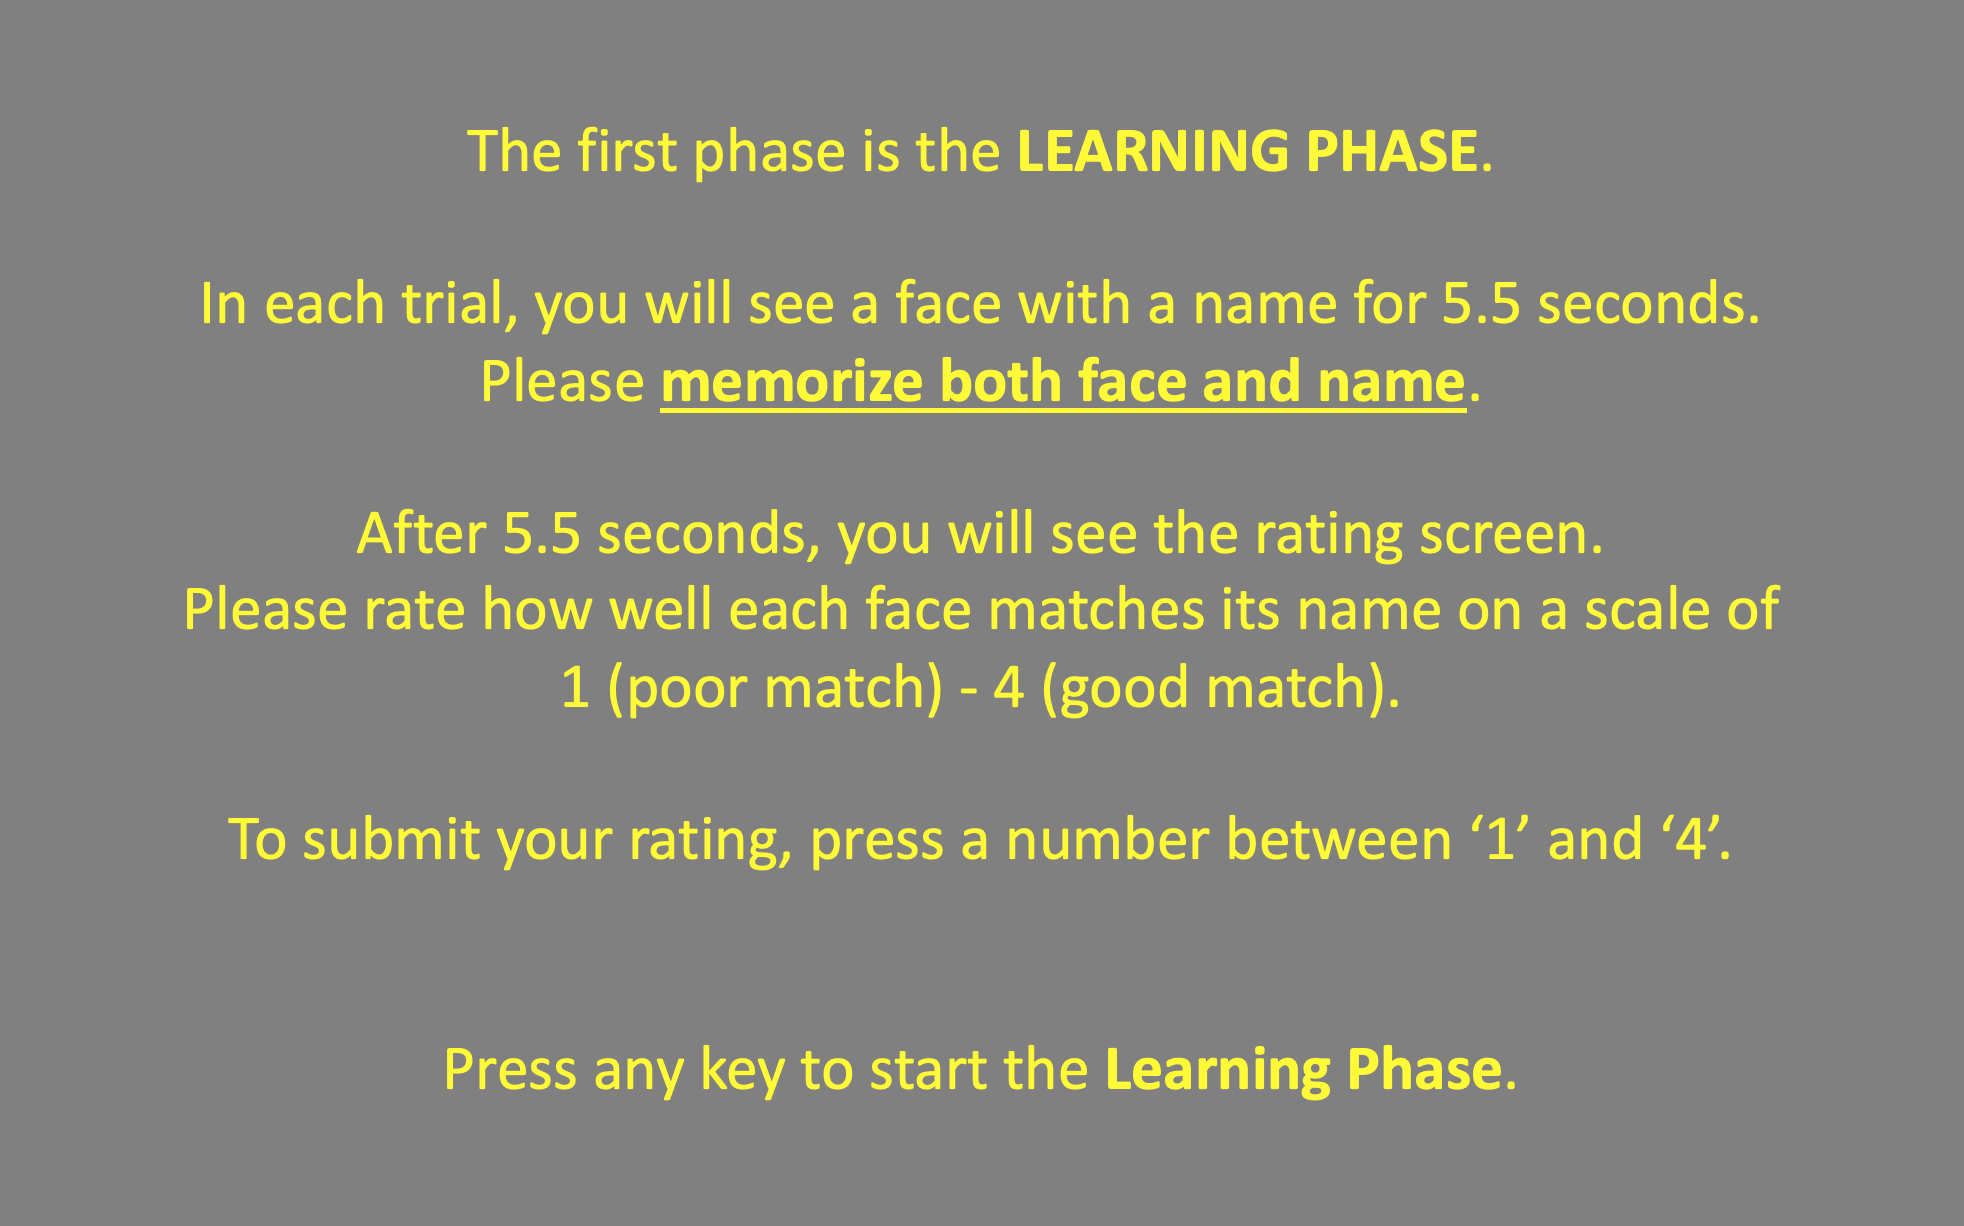 The first phase is the LEARNING PHASE.
In each trial, you will see a face with a name for 5.5 seconds.
Please memorize both face and name.
After 5.5 seconds, you will see the rating screen.
Please rate how well each face matches its name on a scale of
1 (poor match) - 4 (good match).
To submit your rating, press a number between ‘1’ and ‘4’.
Press any key to start the Learning Phase.